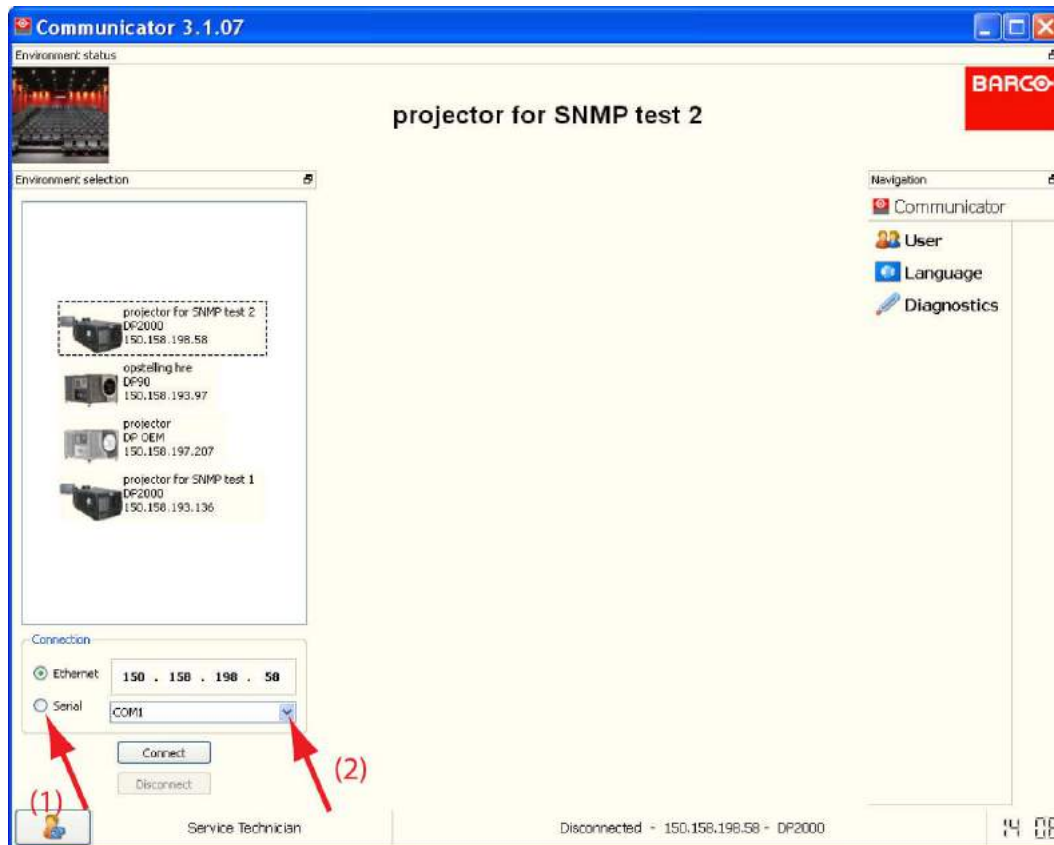 Communicator 3.1.07
Environment status
projector for SNMP test 2
BARCO
Environment selection
projector for SNMP test 2
DP2000
150.158.198.58
opstelling hre
DP90
150.158.193.97
projector
DP OEM
150.158.197.207
projector for SNMP test 1
DP2000
150.158.193.136
Navigation
Communicator
User
Language
Diagnostics
Connection
Ethernet 150 . 158 . 198 . 58
Serial COM1
Connect
Disconnect
(1)
(2)
Service Technician
Disconnected - 150.158.198.58 - DP2000
14 08